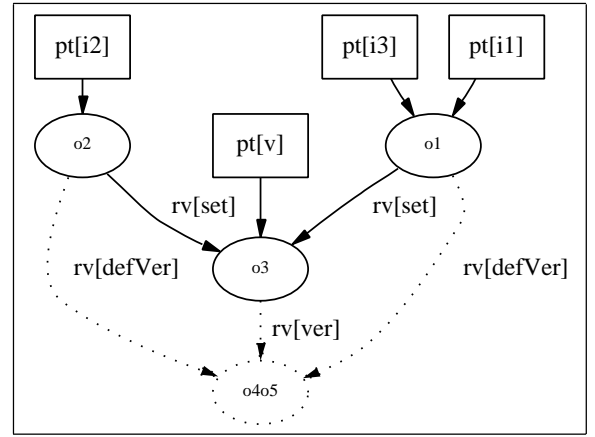 pt[i2]
pt[i3]
pt[i1]
o2
pt[v]
o1
rv[set]
rv[set]
rv[defVer]
o3
rv[defVer]
rv[ver]
o4o5